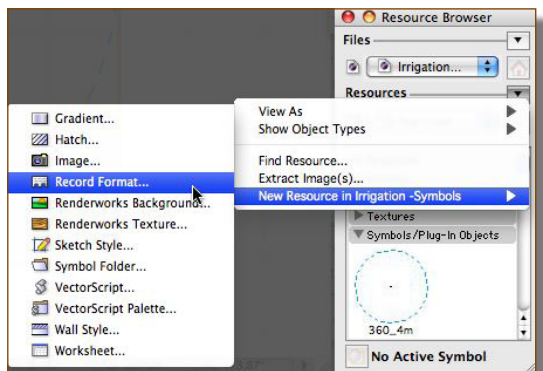 Resource Browser
Files
Irrigation...
Resources
View As
Show Object Types
Find Resource...
Extract Image(s)...
New Resource in Irrigation -Symbols
Gradient...
Hatch...
Image...
Record Format...
Renderworks Background...
Renderworks Texture...
Sketch Style...
Symbol Folder...
VectorScript...
VectorScript Palette...
Wall Style...
Worksheet...
Textures
Symbols/Plug-In Objects
360_4m
No Active Symbol